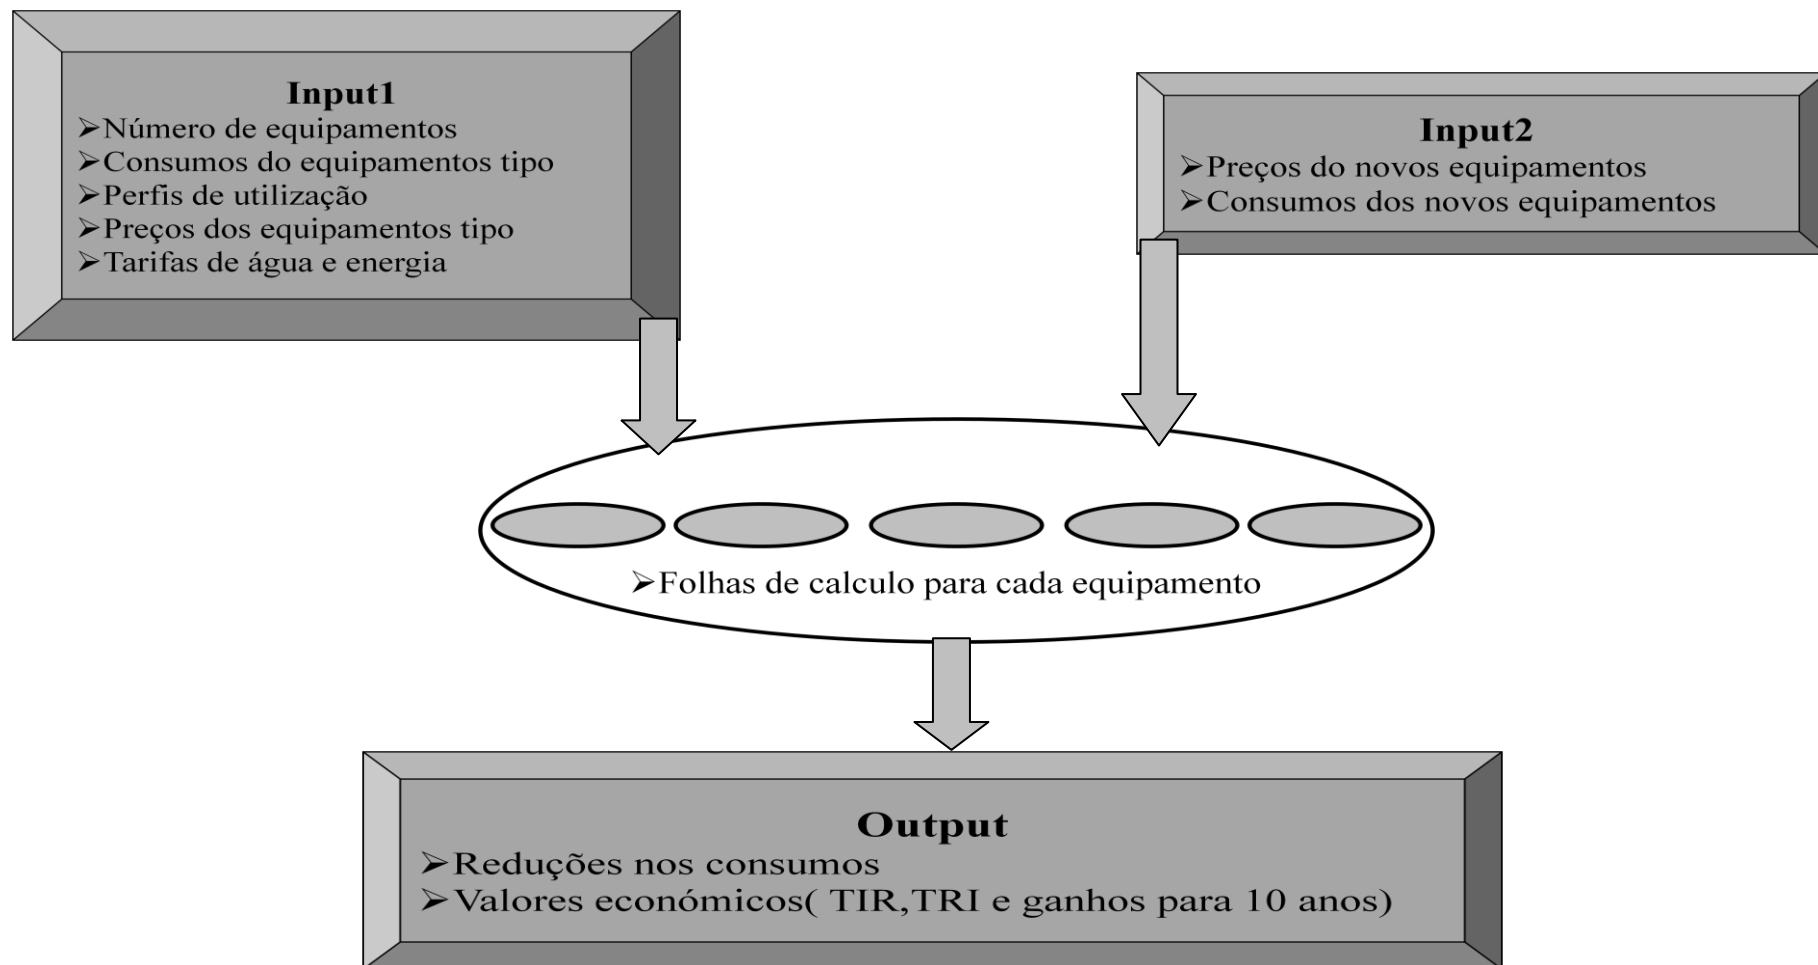 Input1
➢Número de equipamentos
➢Consumos do equipamentos tipo
➢Perfis de utilização
➢Preços dos equipamentos tipo
➢Tarifas de água e energia
Input2
➢Preços do novos equipamentos
➢Consumos dos novos equipamentos
➢Folhas de calculo para cada equipamento
Output
➢Reduções nos consumos
➢Valores económicos( TIR,TRI e ganhos para 10 anos)